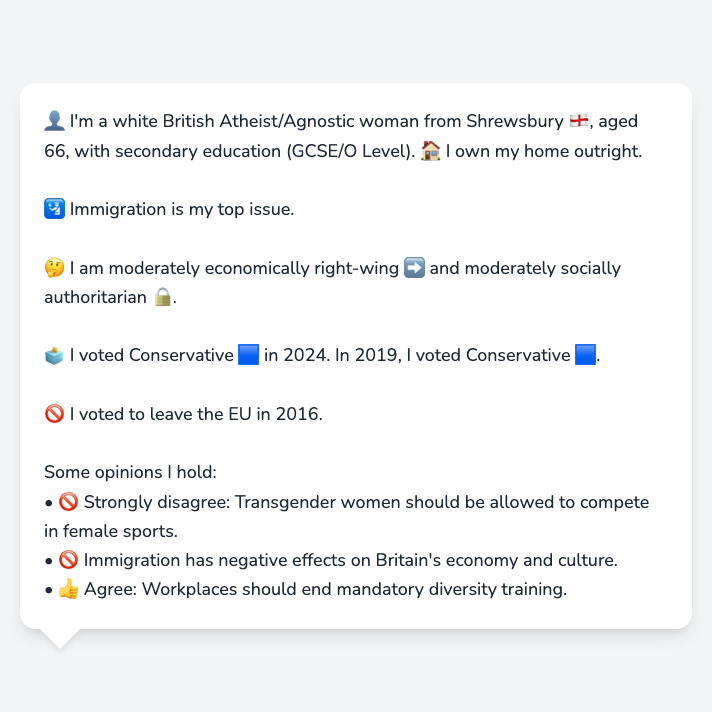 👤 I'm a white British Atheist/Agnostic woman from Shrewsbury 🏴󠁧󠁢󠁥󠁮󠁧󠁿, aged
66, with secondary education (GCSE/O Level). 🏠 I own my home outright.
🛂 Immigration is my top issue.
🤔 I am moderately economically right-wing ➡️ and moderately socially
authoritarian 🔒.
🗳️ I voted Conservative 🟦 in 2024. In 2019, I voted Conservative 🟦.
🚫 I voted to leave the EU in 2016.
Some opinions I hold:
• 🚫 Strongly disagree: Transgender women should be allowed to compete
in female sports.
• 🚫 Immigration has negative effects on Britain's economy and culture.
• 👍 Agree: Workplaces should end mandatory diversity training.